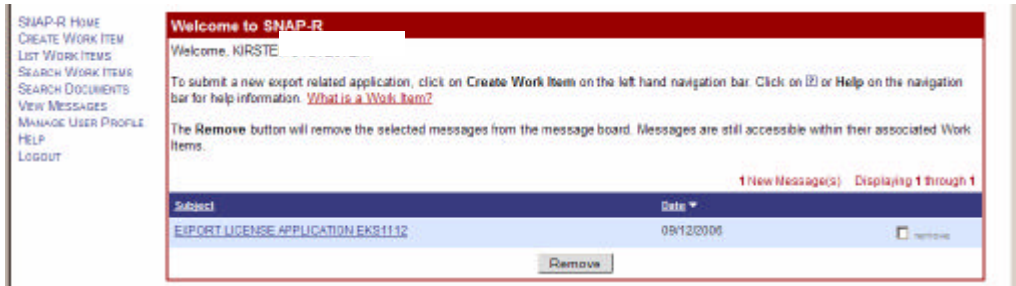 SNAP-R HOME
CREATE WORK ITEM
LIST WORK ITEMS
SEARCH WORK ITEMS
SEARCH DOCUMENTS
VIEW MESSAGES
MANAGE USER PROFILE
HELP
LOGOUT
Welcome to SNAP-R
Welcome, KIRSTE
To submit a new export related application, click on Create Work Item on the left hand navigation bar. Click on [?] or Help on the navigation
bar for help information. What is a Work Item?
The Remove button will remove the selected messages from the message board. Messages are still accessible within their associated Work
Items.
1 New Message(s) Displaying 1 through 1
Subject Date ▼
EXPORT LICENSE APPLICATION EKS1112 09/12/2006 remove
Remove